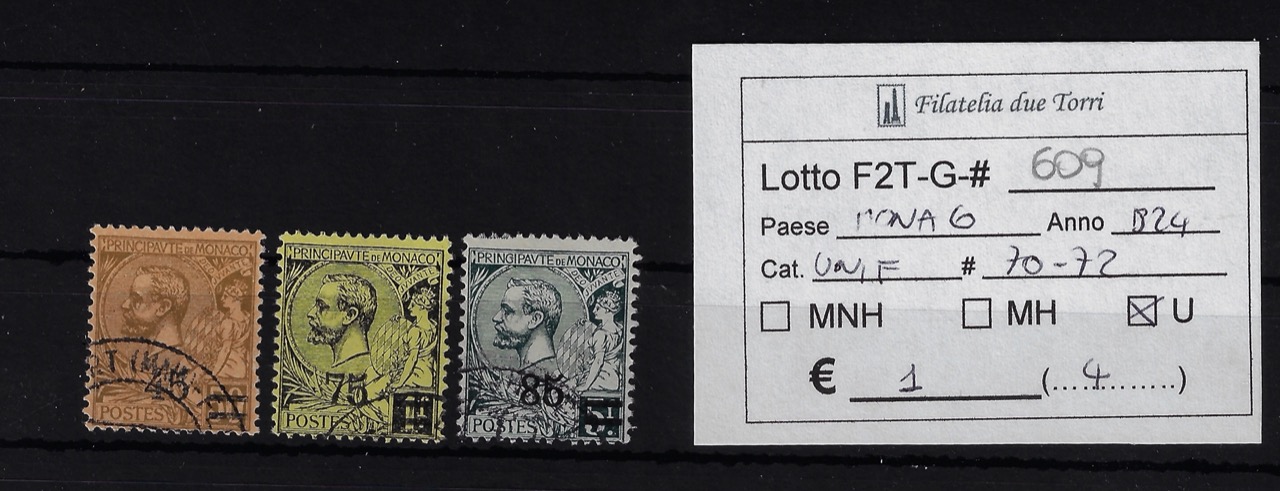 PRINCIPAVTE DE MONACO
45
POSTES
PRINCIPAVTE DE MONACO
75
POSTES
PRINCIPAVTE DE MONACO
85
POSTES
Filatelia due Torri
Lotto F2T-G-# 609
Paese MONACO Anno 1924
Cat. UNIF # 70-72
MNH MH U
€ 1 (....4........)